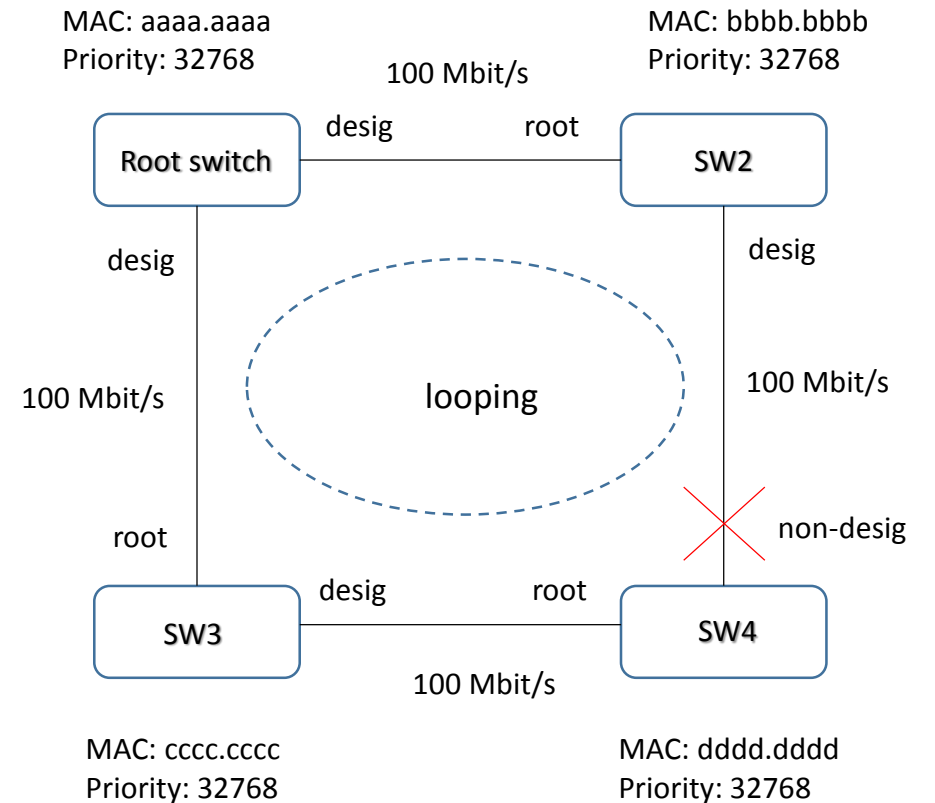 MAC: aaaa.aaaa
Priority: 32768
MAC: bbbb.bbbb
Priority: 32768
100 Mbit/s
desig
root
Root switch
SW2
desig
desig
100 Mbit/s
looping
100 Mbit/s
root
non-desig
desig
root
SW3
SW4
100 Mbit/s
MAC: cccc.cccc
Priority: 32768
MAC: dddd.dddd
Priority: 32768